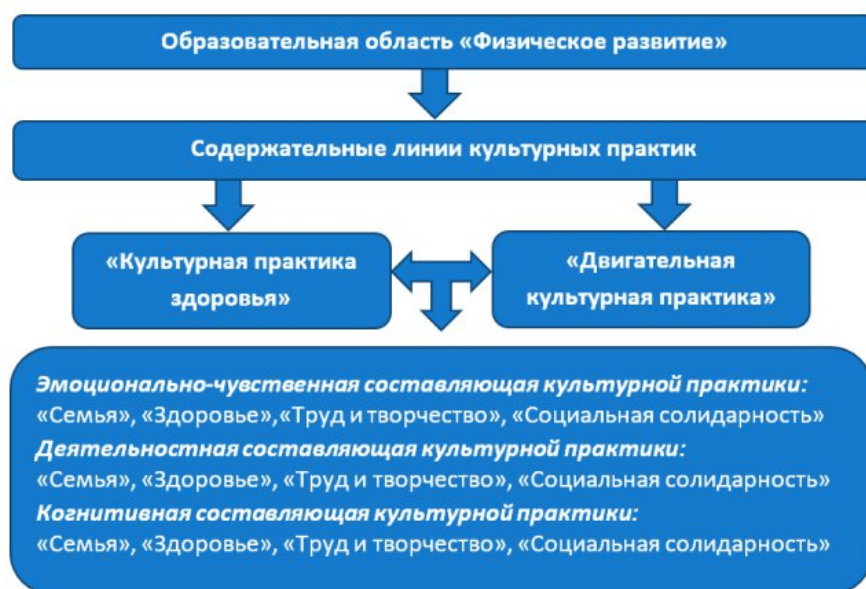 Образовательная область «Физическое развитие»
Содержательные линии культурных практик
«Культурная практика
здоровья»
«Двигательная
культурная практика»
Эмоционально-чувственная составляющая культурной практики:
«Семья», «Здоровье»,«Труд и творчество», «Социальная солидарность»
Деятельностная составляющая культурной практики:
«Семья», «Здоровье», «Труд и творчество», «Социальная солидарность»
Когнитивная составляющая культурной практики:
«Семья», «Здоровье», «Труд и творчество», «Социальная солидарность»